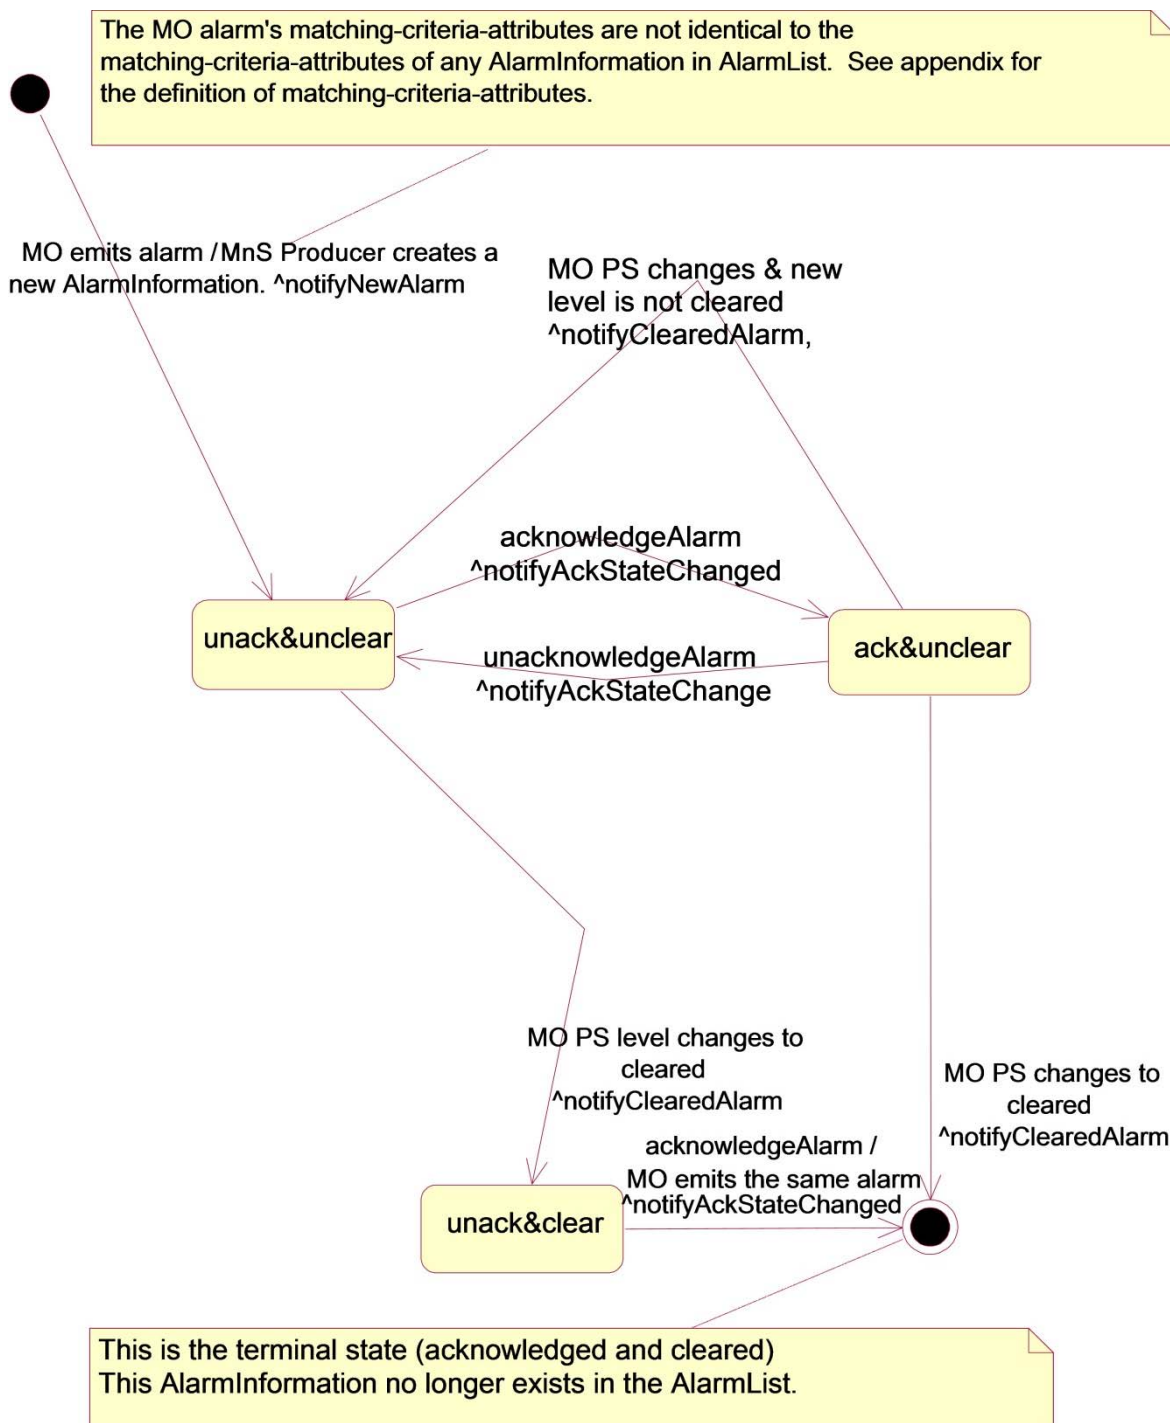 The MO alarm's matching-criteria-attributes are not identical to the
matching-criteria-attributes of any AlarmInformation in AlarmList. See appendix for
the definition of matching-criteria-attributes.
MO emits alarm / MnS Producer creates a
new AlarmInformation. ^notifyNewAlarm
MO PS changes & new
level is not cleared
^notifyClearedAlarm,
acknowledgeAlarm
^notifyAckStateChanged
unack&unclear
ack&unclear
unacknowledgeAlarm
^notifyAckStateChange
MO PS level changes to
cleared
^notifyClearedAlarm
MO PS changes to
cleared
^notifyClearedAlarm
acknowledgeAlarm /
MO emits the same alarm
^notifyAckStateChanged
unack&clear
This is the terminal state (acknowledged and cleared)
This AlarmInformation no longer exists in the AlarmList.